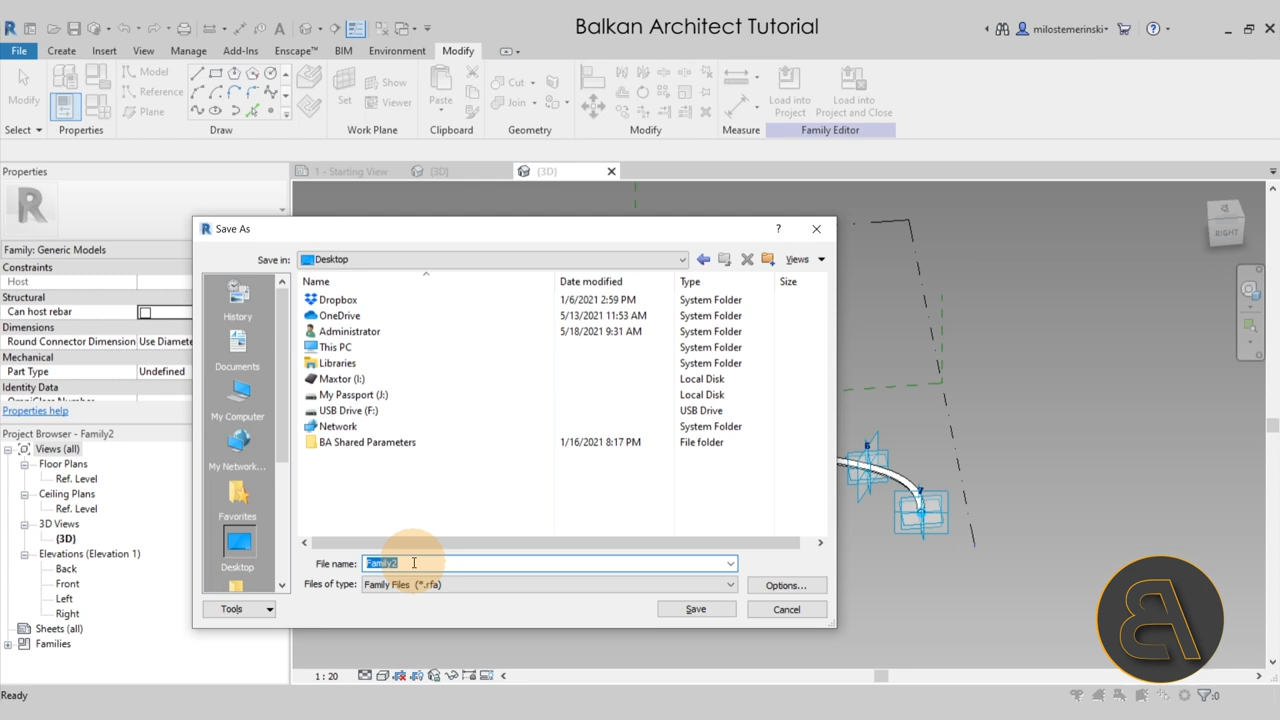 Balkan Architect Tutorial
milostemerinski
File Create Insert View Manage Add-Ins Enscape™ BIM Environment Modify
Modify
Model
Reference
Plane
Set
Show
Viewer
Paste
Cut
Join
Load into
Project
Load into
Project and Close
Select Properties Draw Work Plane Clipboard Geometry Modify Measure Family Editor
Properties
1 - Starting View
{3D}
{3D}
Family: Generic Models
Constraints
Host
Structural
Can host rebar
Dimensions
Round Connector Dimension Use Diamete
Mechanical
Part Type Undefined
Identity Data
Properties help
Project Browser - Family2
Views (all)
Floor Plans
Ref. Level
Ceiling Plans
Ref. Level
3D Views
{3D}
Elevations (Elevation 1)
Back
Front
Left
Right
Sheets (all)
Families
Save As
Save in: Desktop Views
Name Date modified Type Size
Dropbox 1/6/2021 2:59 PM System Folder
OneDrive 5/13/2021 11:53 AM System Folder
Administrator 5/18/2021 9:31 AM System Folder
This PC System Folder
Libraries System Folder
Maxtor (I:) Local Disk
My Passport (J:) Local Disk
USB Drive (F:) USB Drive
Network System Folder
BA Shared Parameters 1/16/2021 8:17 PM File folder
History
Documents
My Computer
My Network...
Favorites
Desktop
File name: Family2
Files of type: Family Files (*.rfa)
Options...
Tools
Save
Cancel
RIGHT
1 : 20
Ready
:0